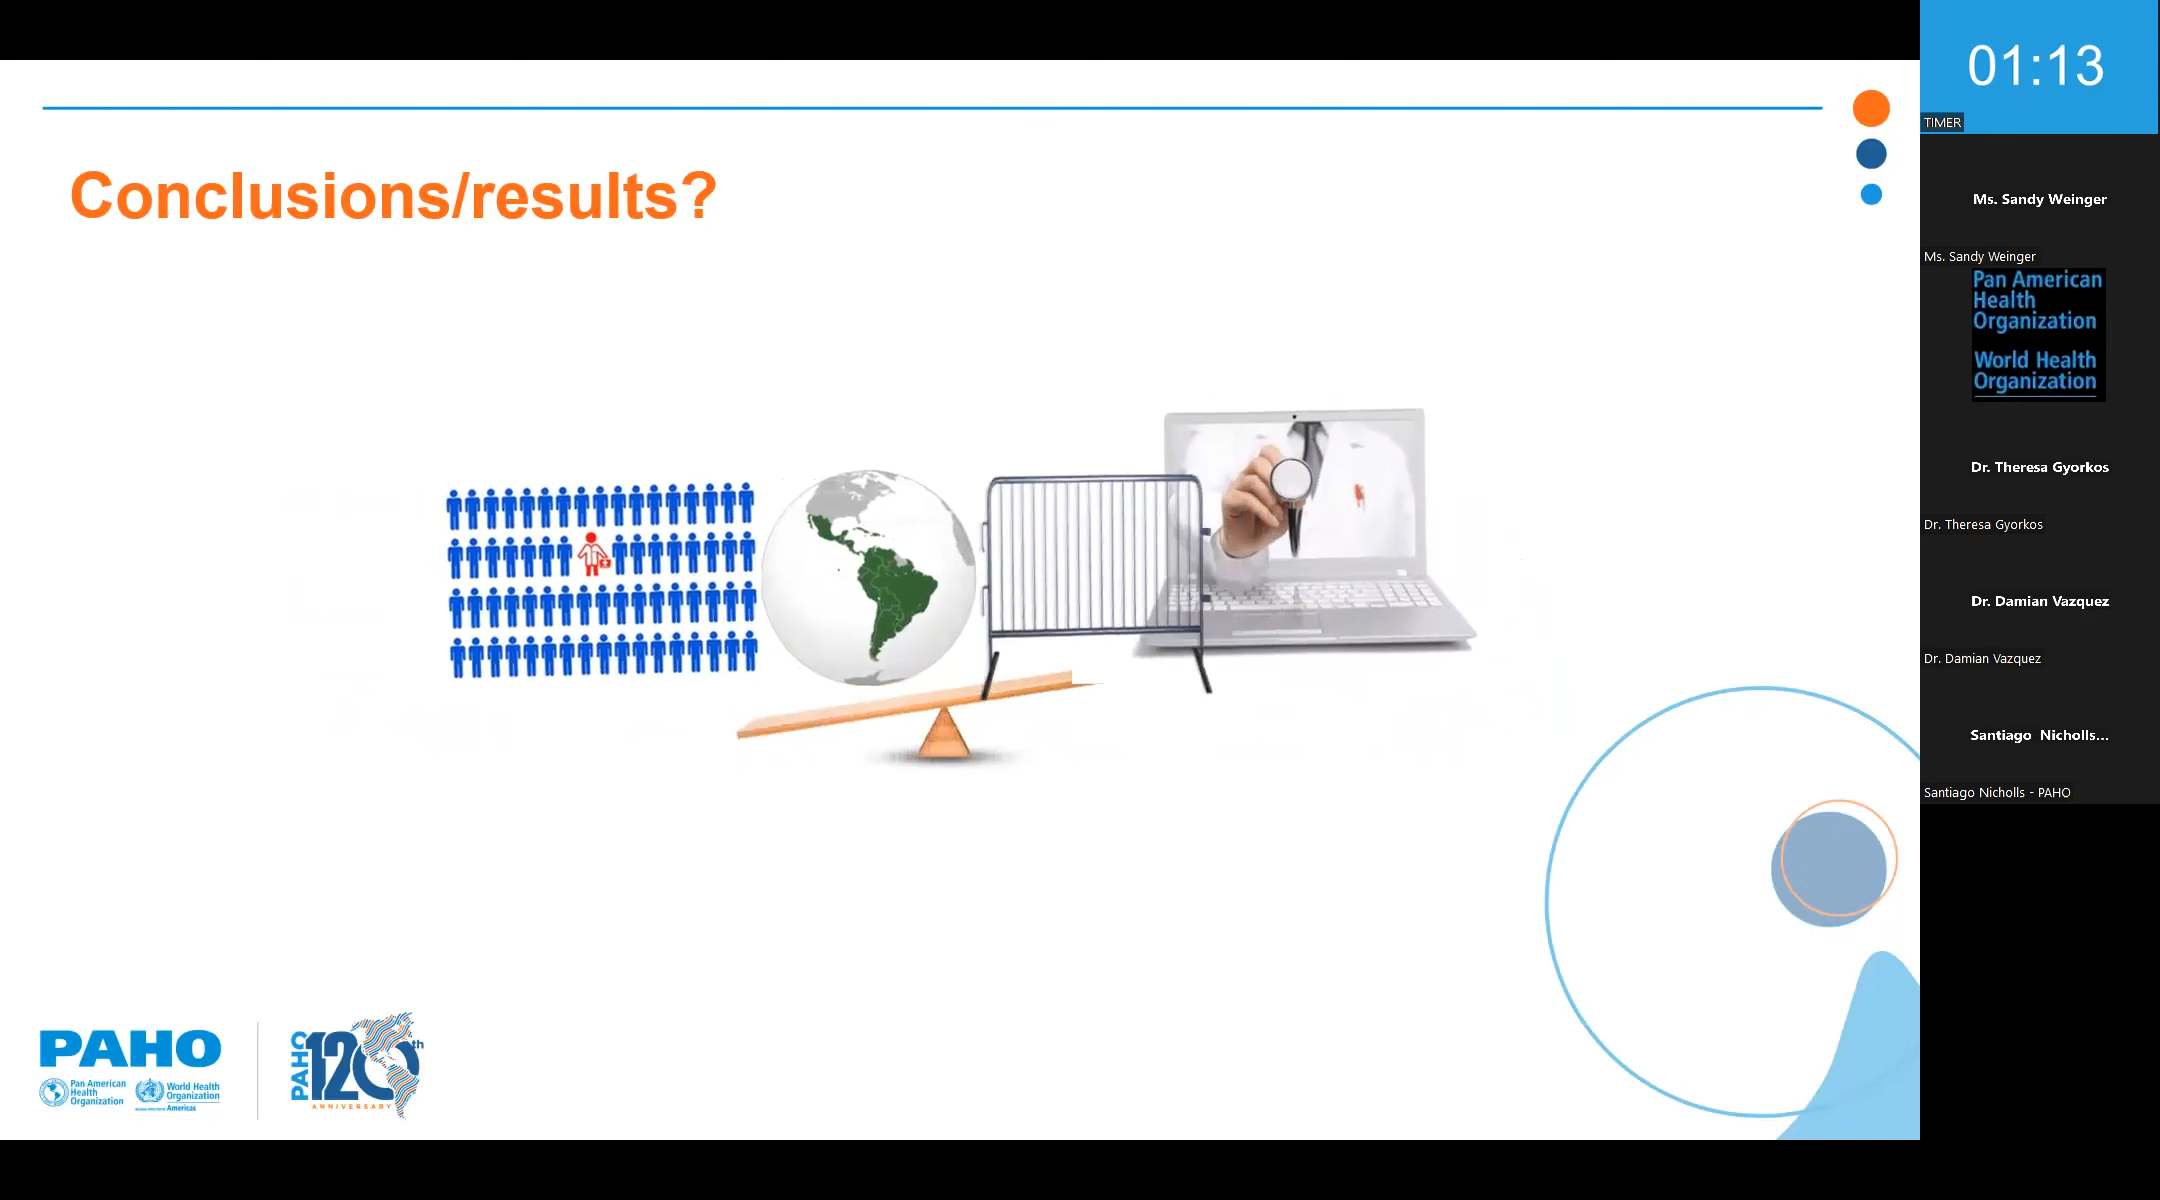 Conclusions/results?
PAHO
Pan American
Health
Organization
World Health
Organization
Americas
PAHO
120th
ANNIVERSARY
01:13
TIMER
Ms. Sandy Weinger
Ms. Sandy Weinger
Pan American
Health
Organization
World Health
Organization
Dr. Theresa Gyorkos
Dr. Theresa Gyorkos
Dr. Damian Vazquez
Dr. Damian Vazquez
Santiago Nicholls...
Santiago Nicholls - PAHO